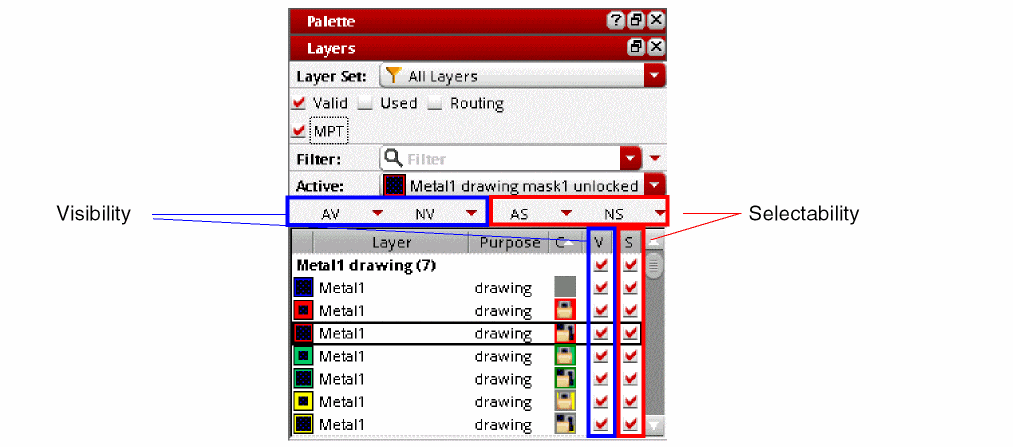 Palette
Layers
Layer Set: All Layers
Valid Used Routing
MPT
Filter: Filter
Active: Metal1 drawing mask1 unlocked
Visibility AV NV AS NS Selectability
Layer Purpose C V S
Metal1 drawing (7)
Metal1 drawing
Metal1 drawing
Metal1 drawing
Metal1 drawing
Metal1 drawing
Metal1 drawing
Metal1 drawing